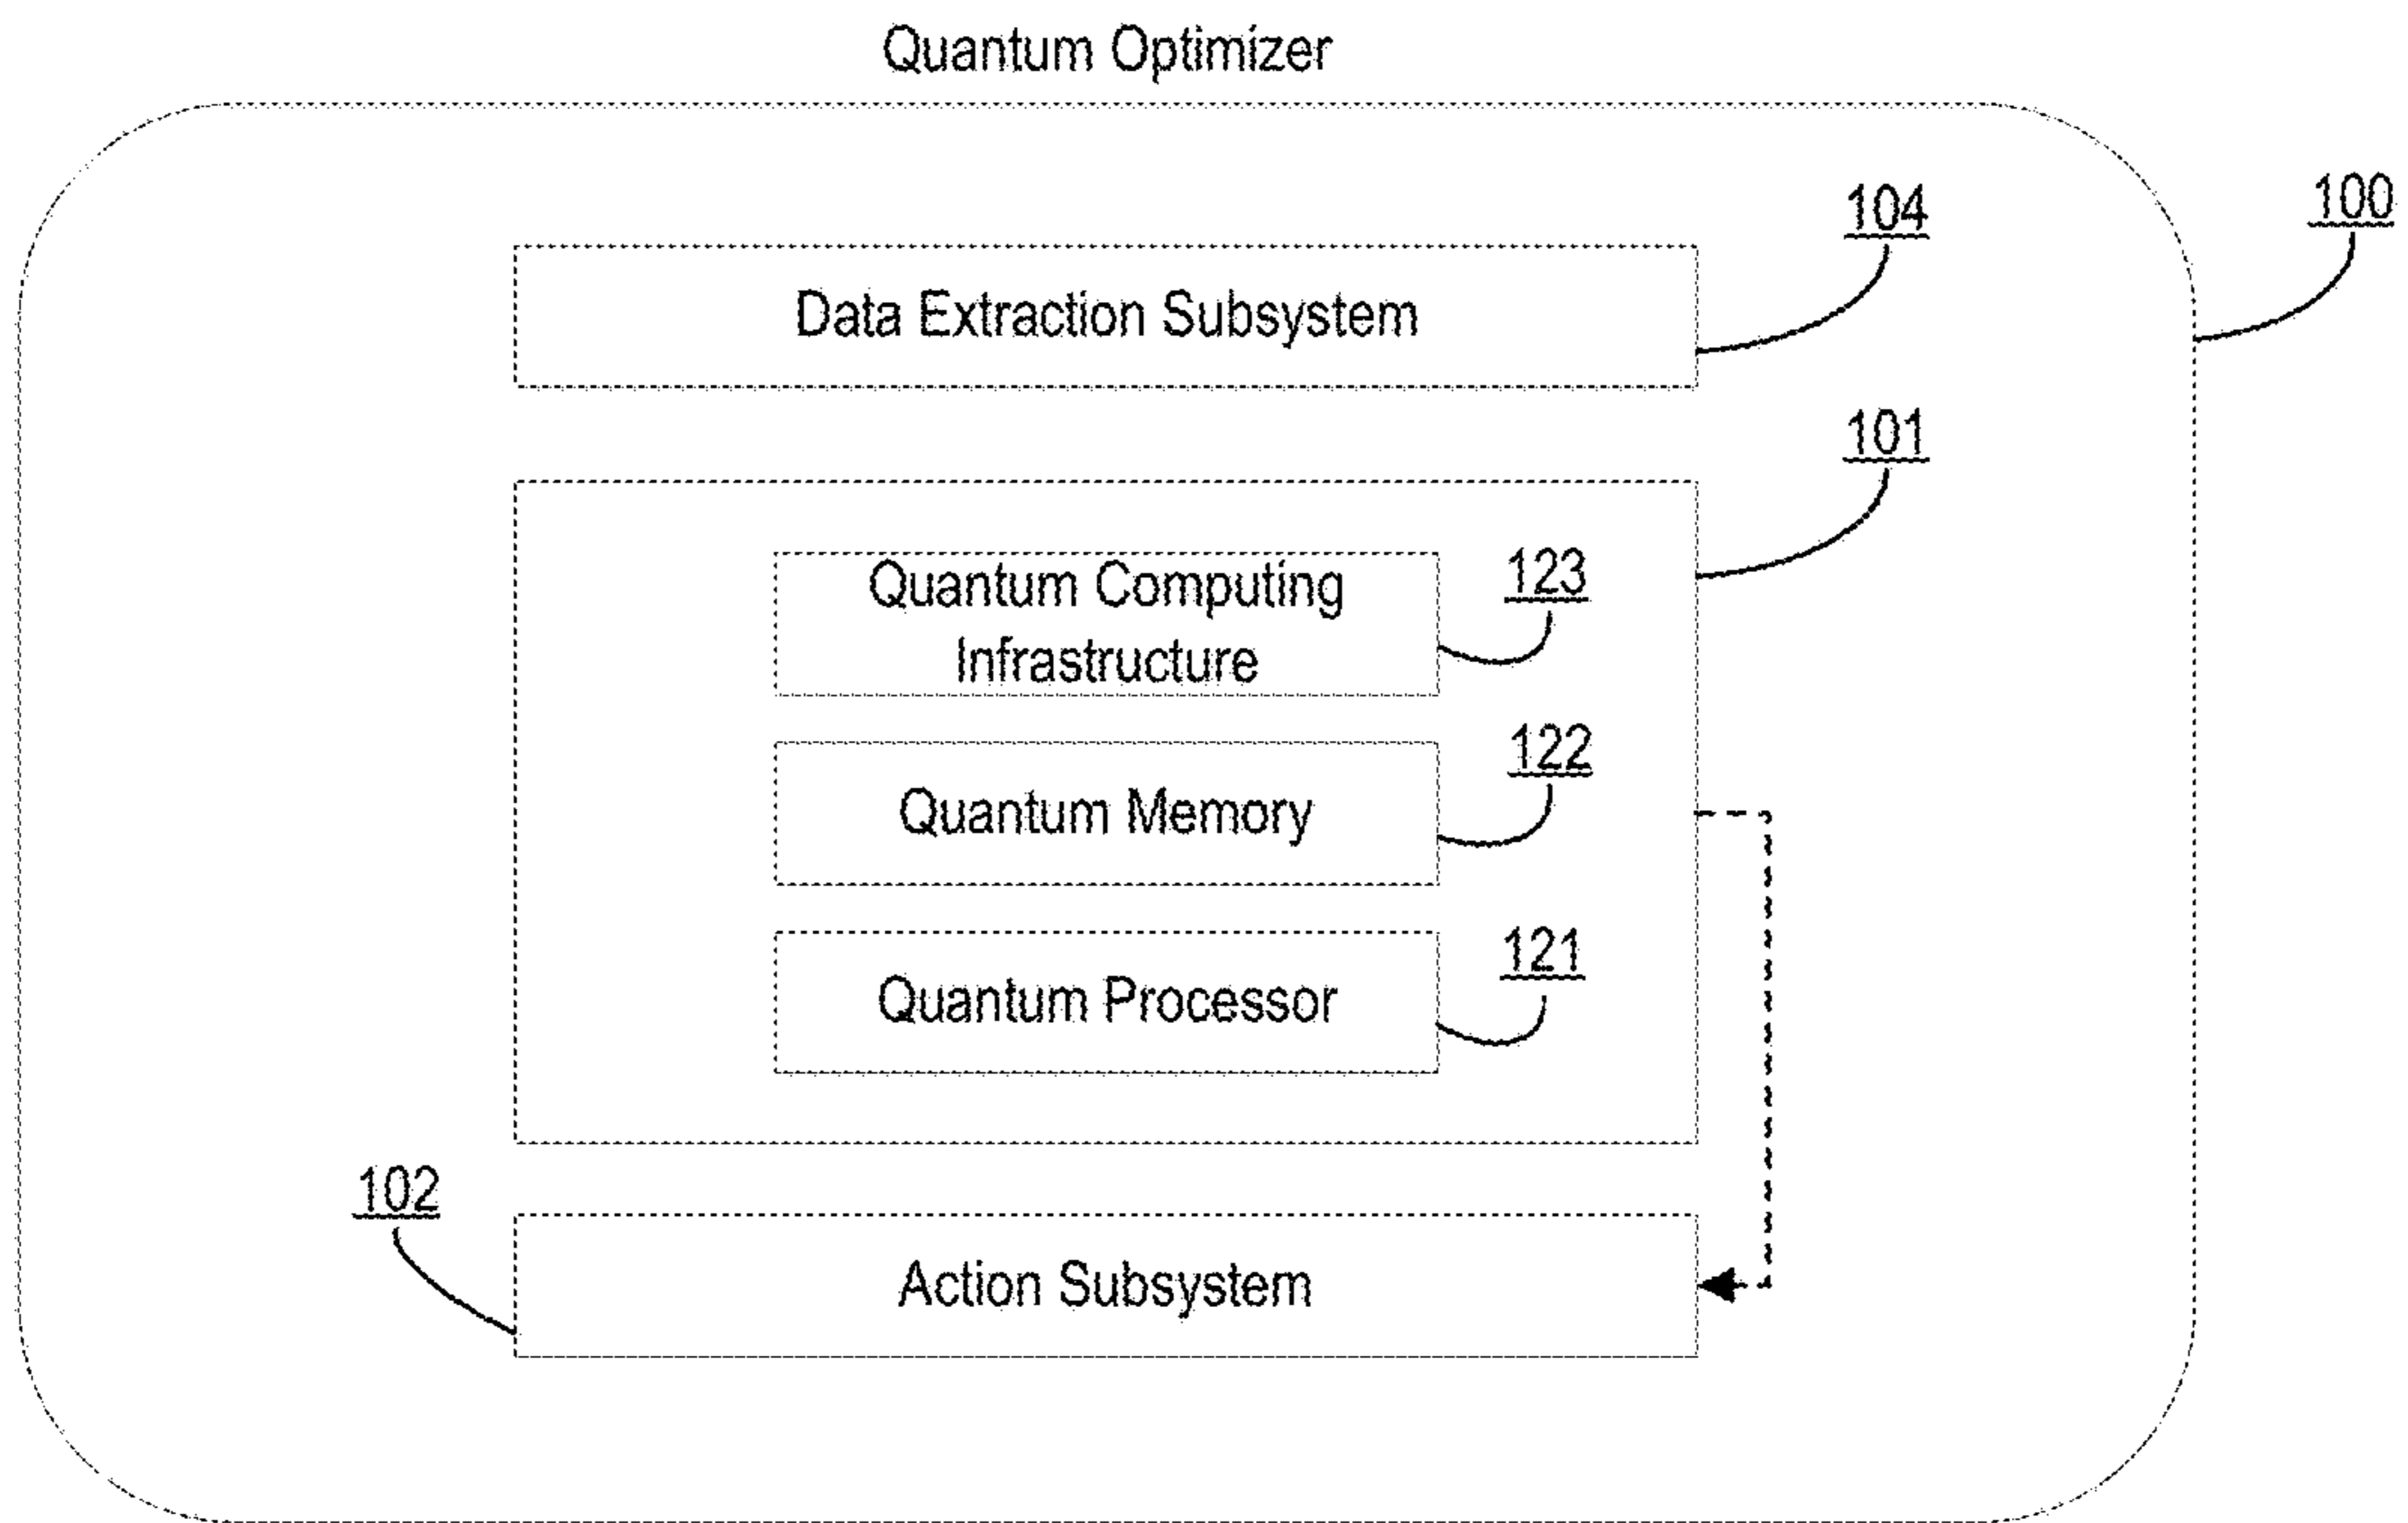 Quantum Optimizer
100
104
Data Extraction Subsystem
101
Quantum Computing
Infrastructure
123
Quantum Memory
122
Quantum Processor
121
102
Action Subsystem